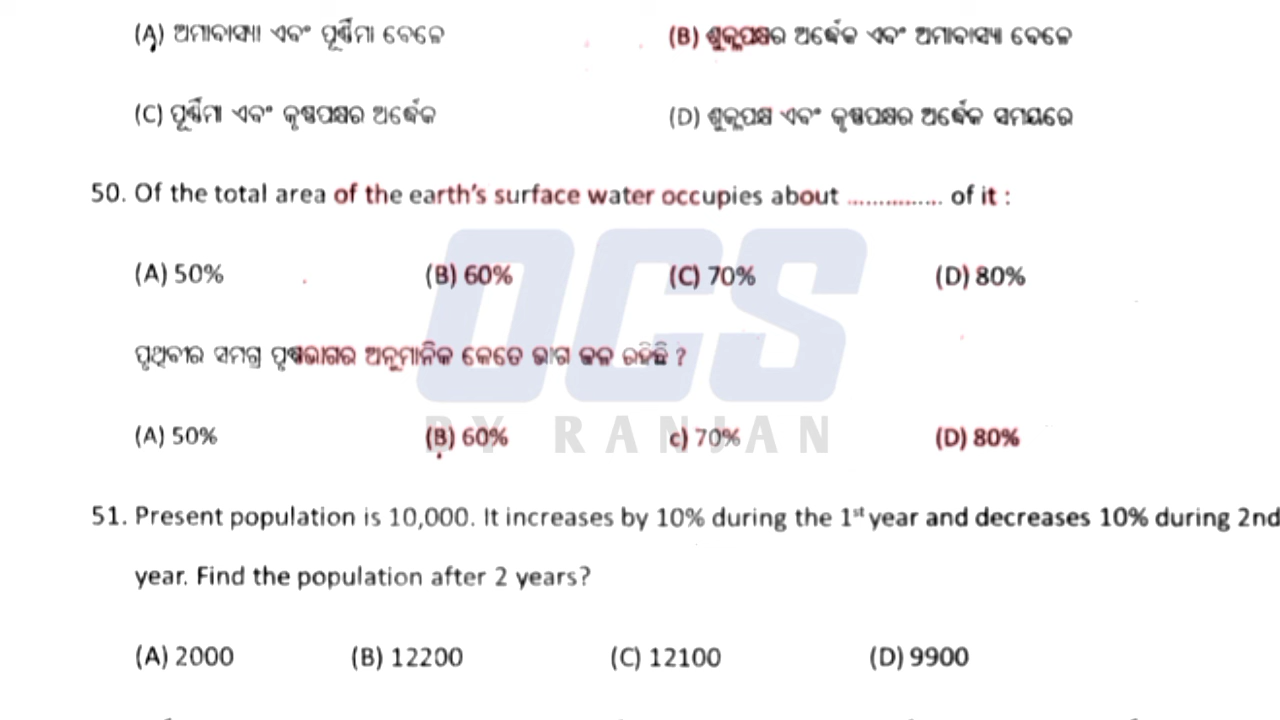 (A) ଅମାବାସ୍ୟା ଏବଂ ପୂର୍ଣ୍ଣିମା ବେଳେ (B) ଶୁକ୍ଲପକ୍ଷର ଅର୍ଦ୍ଧେକ ଏବଂ ଅମାବାସ୍ୟା ବେଳେ
(C) ପୂର୍ଣ୍ଣିମା ଏବଂ କୃଷ୍ଣପକ୍ଷର ଅର୍ଦ୍ଧେକ (D) ଶୁକ୍ଲପକ୍ଷ ଏବଂ କୃଷ୍ଣପକ୍ଷର ଅର୍ଦ୍ଧେକ ସମୟରେ
50. Of the total area of the earth's surface water occupies about ............... of it :
(A) 50% (B) 60% (C) 70% (D) 80%
ପୃଥିବୀର ସମଗ୍ର ପୃଷ୍ଠଭାଗର ଅନୁମାନିକ କେତେ ଭାଗ ଜଳ ରହିଛି ?
(A) 50% (B) 60% c) 70% (D) 80%
OCS
BY RANJAN
51. Present population is 10,000. It increases by 10% during the 1st year and decreases 10% during 2nd
year. Find the population after 2 years?
(A) 2000 (B) 12200 (C) 12100 (D) 9900